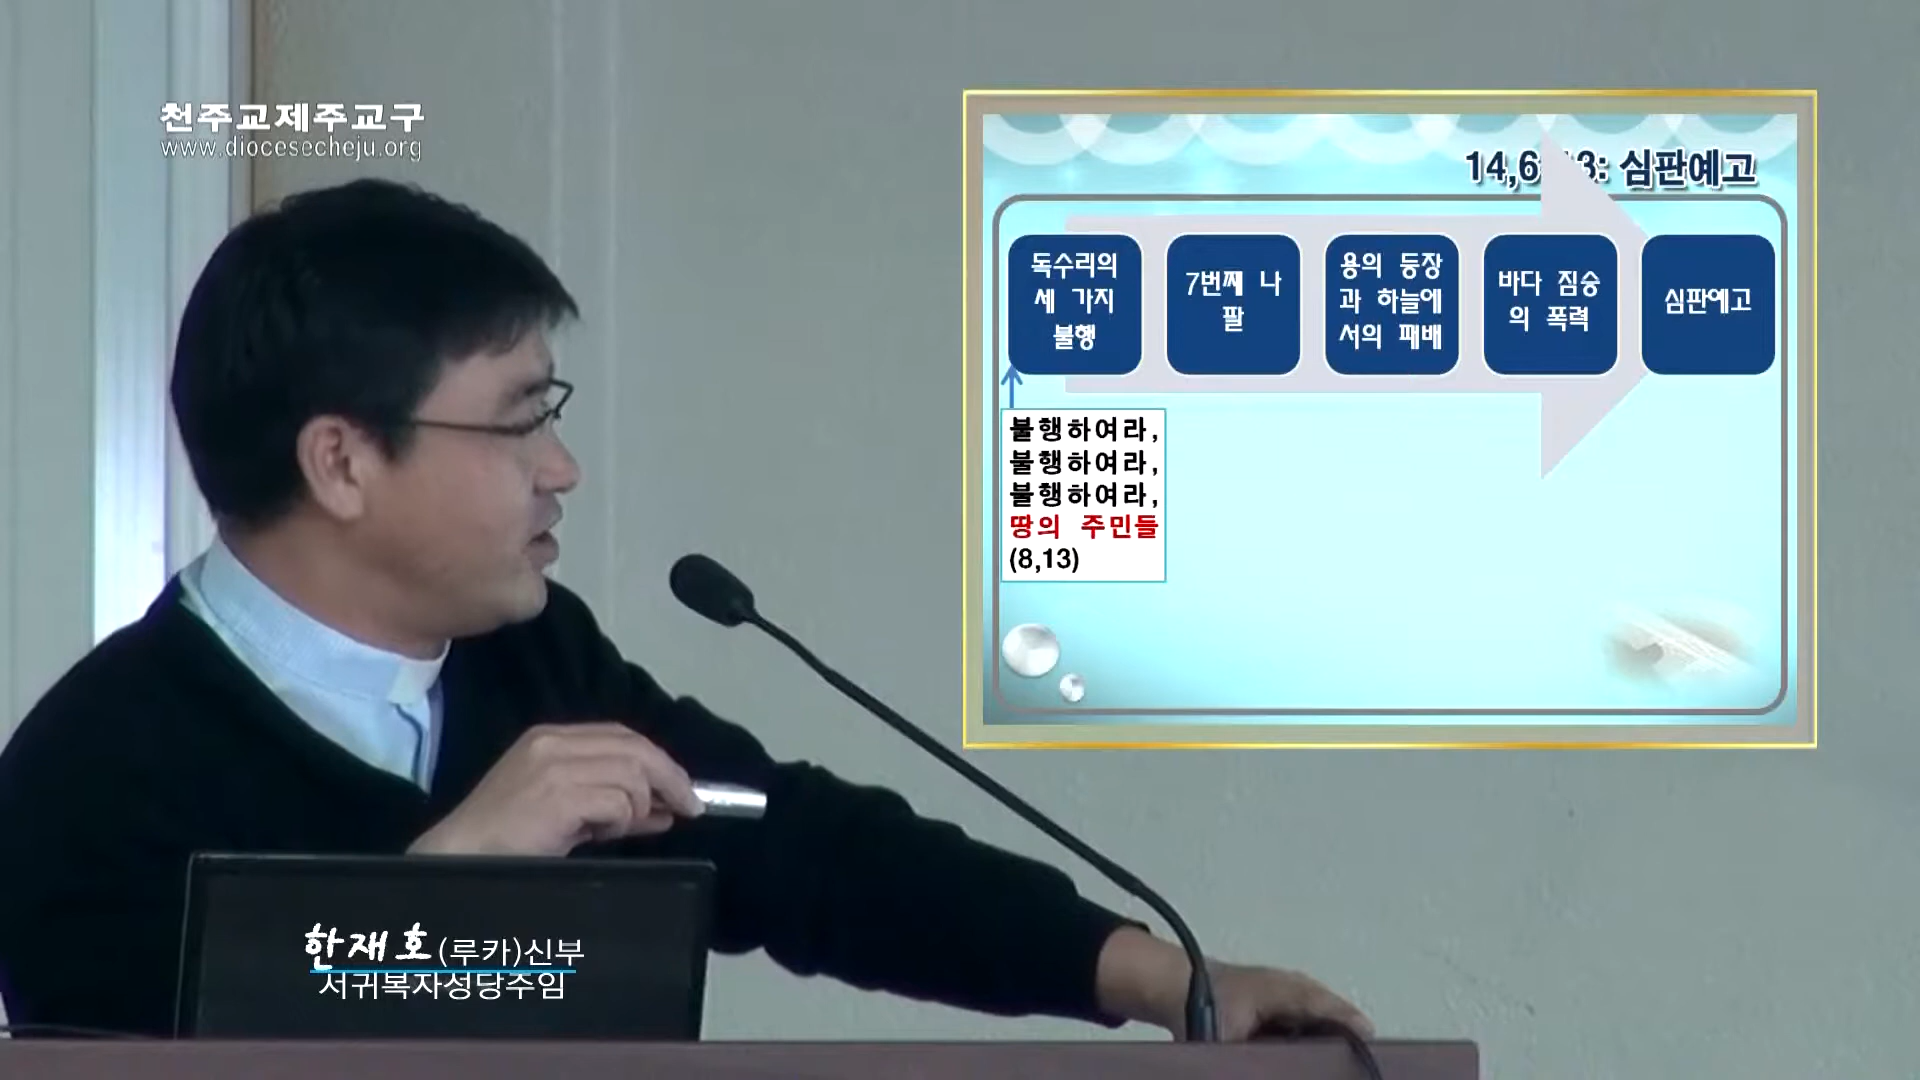 천주교제주교구
www.diocesecheju.org
14,6 3: 심판예고
독수리의
세 가지
불행
7번째 나
팔
용의 등장
과 하늘에
서의 패배
바다 짐승
의 폭력
심판예고
불행하여라,
불행하여라,
불행하여라,
땅의 주민들
(8,13)
한재호(루카)신부
서귀복자성당주임